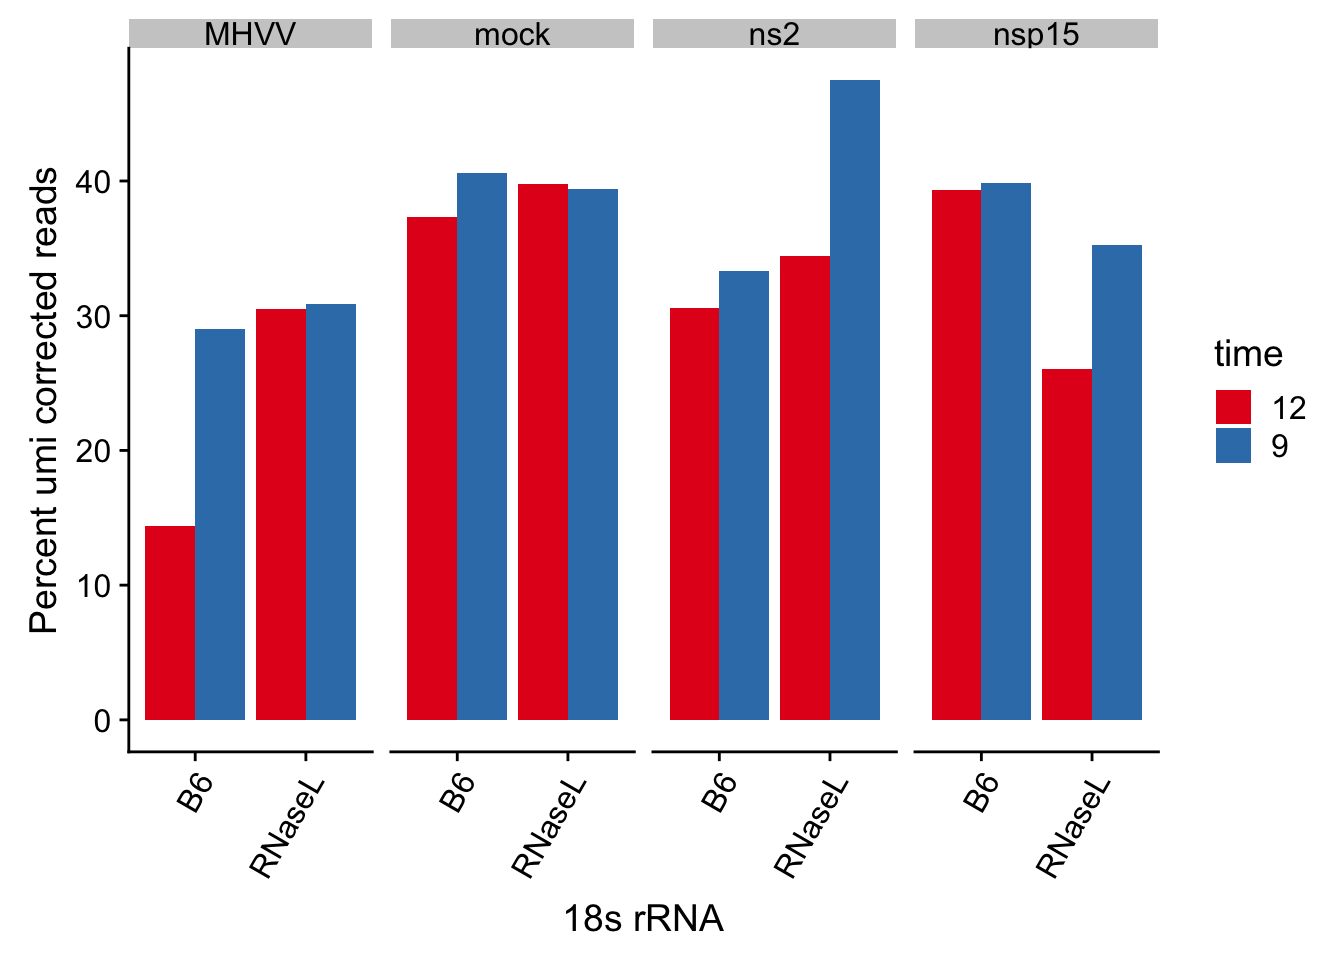 MHVV mock ns2 nsp15
Percent umi corrected reads
40
30
20
10
0
B6 RNaseL B6 RNaseL B6 RNaseL B6 RNaseL
18s rRNA
time
12
9